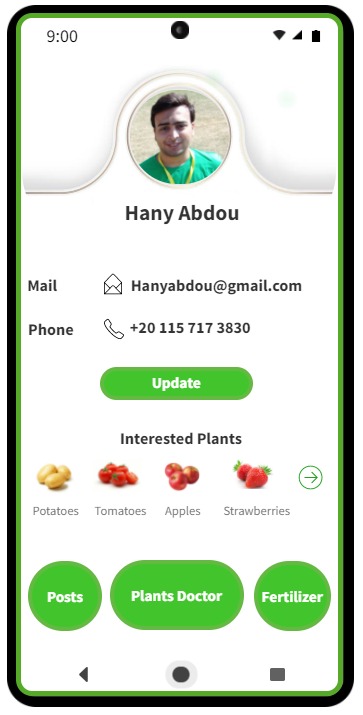 9:00
Hany Abdou
Mail Hanyabdou@gmail.com
Phone +20 115 717 3830
Update
Interested Plants
Potatoes Tomatoes Apples Strawberries
Posts Plants Doctor Fertilizer